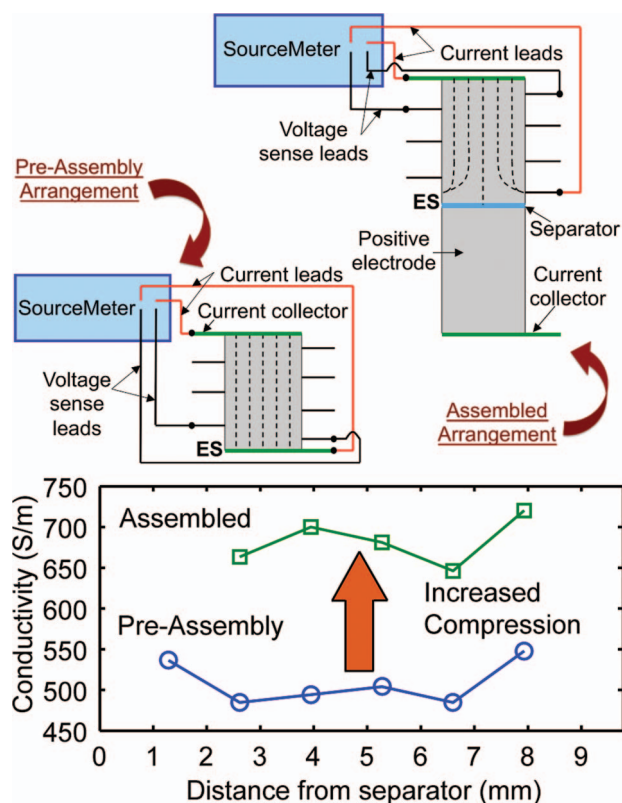 SourceMeter
Current leads
Voltage
sense leads
Pre-Assembly
Arrangement
ES
Separator
Positive
electrode
Current
collector
SourceMeter
Current leads
Current collector
Voltage
sense
leads
ES
Assembled
Arrangement
Conductivity (S/m)
750
700
650
600
550
500
450
Assembled
Pre-Assembly
Increased
Compression
0 1 2 3 4 5 6 7 8 9
Distance from separator (mm)